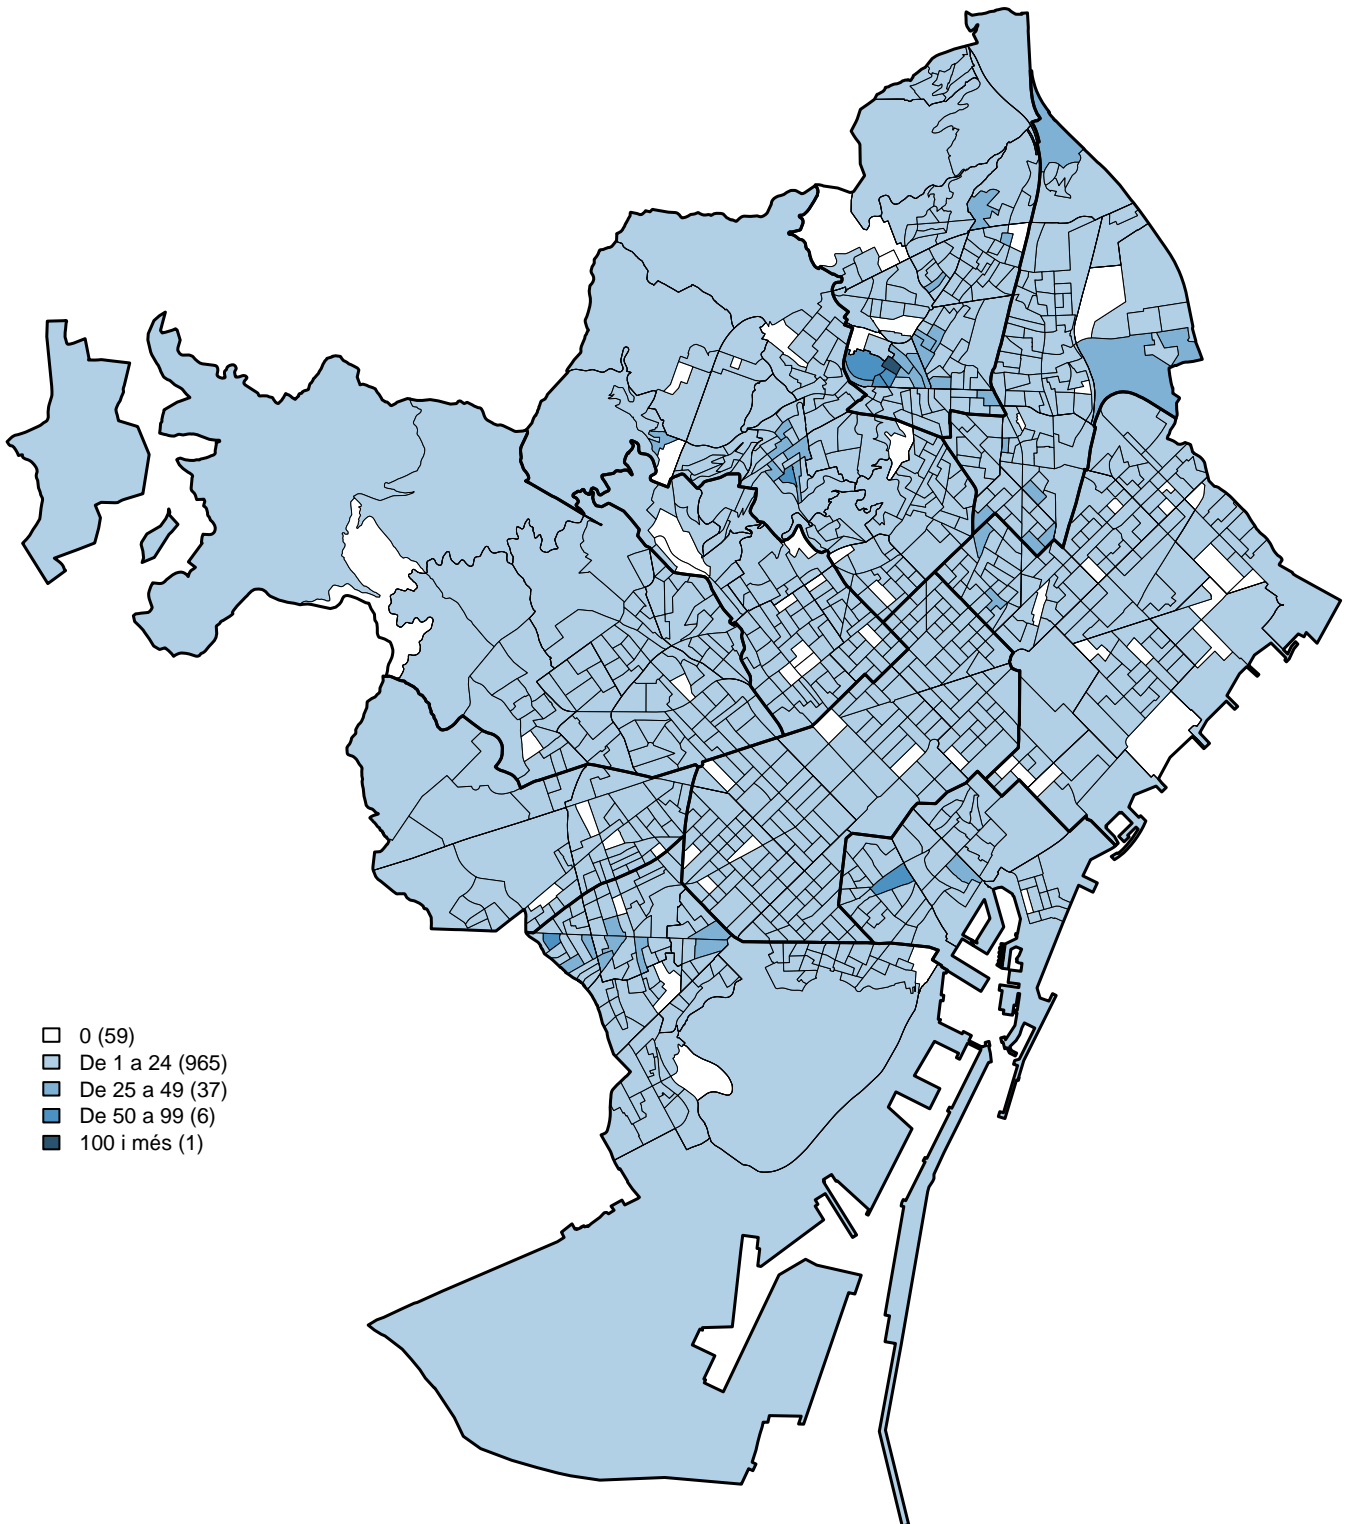 0 (59)
De 1 a 24 (965)
De 25 a 49 (37)
De 50 a 99 (6)
100 i més (1)